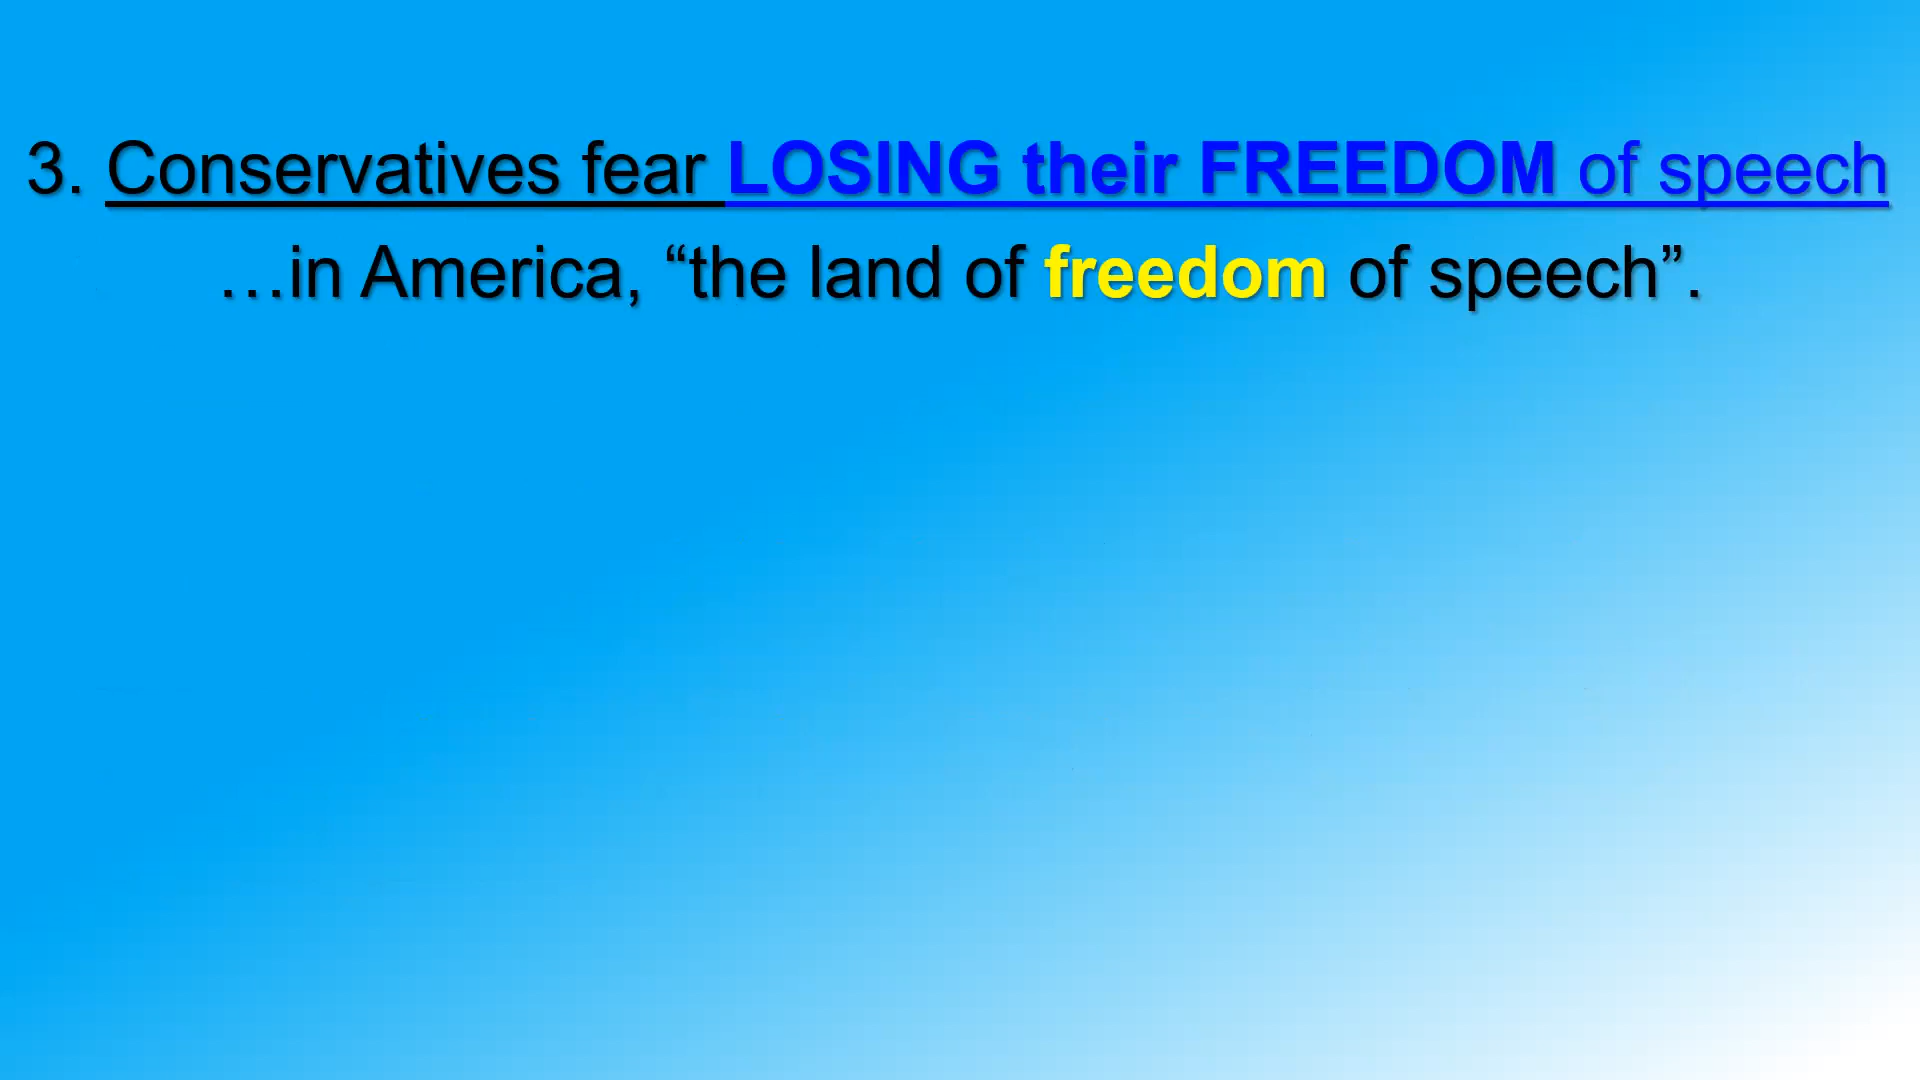 3. Conservatives fear LOSING their FREEDOM of speech
…in America, “the land of freedom of speech”.